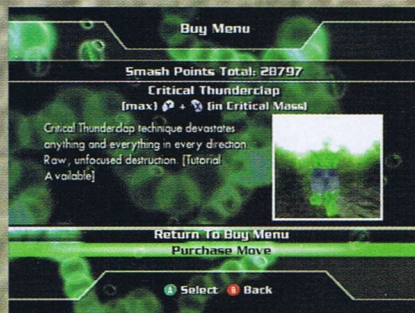 Buy Menu
Smash Points Total: 28797
Critical Thunderclap
(max) Y + X (in Critical Mass)
Critical Thunderclap technique devastates
anything and everything in every direction.
Raw, unfocused destruction. [Tutorial
Available]
Return To Buy Menu
Purchase Move
A Select B Back